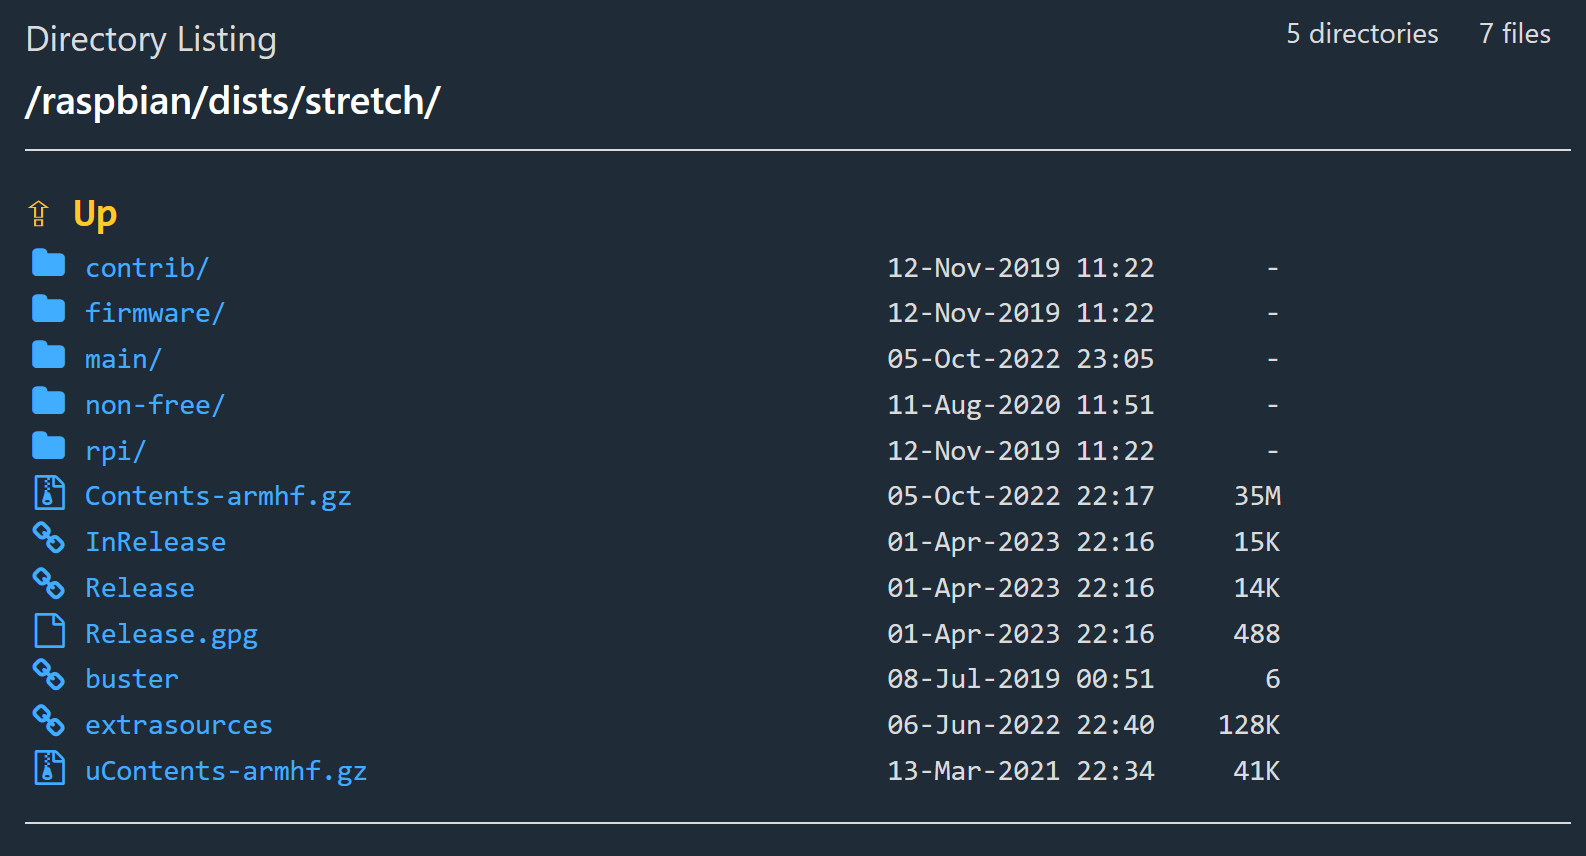 Directory Listing 5 directories 7 files
/raspbian/dists/stretch/
⇪ Up
contrib/ 12-Nov-2019 11:22 -
firmware/ 12-Nov-2019 11:22 -
main/ 05-Oct-2022 23:05 -
non-free/ 11-Aug-2020 11:51 -
rpi/ 12-Nov-2019 11:22 -
Contents-armhf.gz 05-Oct-2022 22:17 35M
InRelease 01-Apr-2023 22:16 15K
Release 01-Apr-2023 22:16 14K
Release.gpg 01-Apr-2023 22:16 488
buster 08-Jul-2019 00:51 6
extrasources 06-Jun-2022 22:40 128K
uContents-armhf.gz 13-Mar-2021 22:34 41K